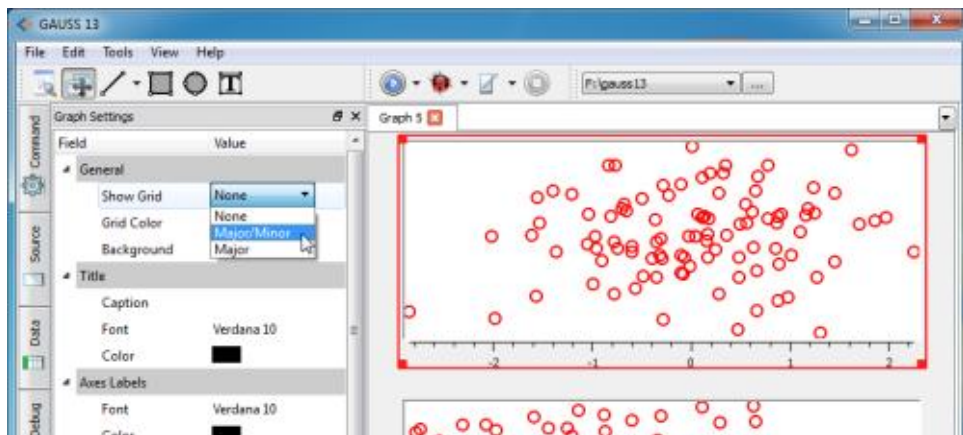 GAUSS 13
File Edit Tools View Help
T
F:\gauss13 ...
Graph Settings
Graph 5
Field Value
General
Show Grid None
None
Grid Color
Major/Minor
Background Major
Title
Caption
Font Verdana 10
Color
Axes Labels
Font Verdana 10
Command
Source
Data
Debug
-2 -1 0 1 2